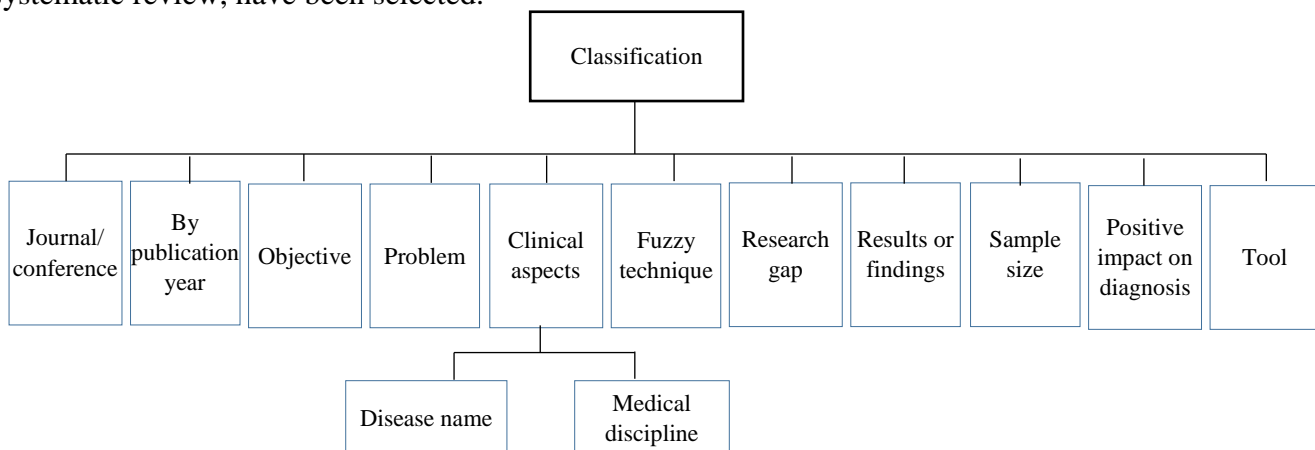 systematic review, have been selected.
Classification
Journal/
conference
By
publication
year
Objective
Problem
Clinical
aspects
Fuzzy
technique
Research
gap
Results or
findings
Sample
size
Positive
impact on
diagnosis
Tool
Disease name
Medical
discipline